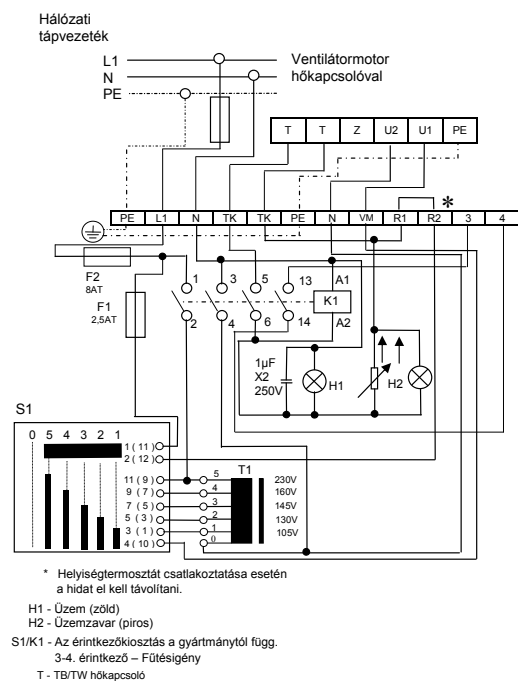 Hálózati
tápvezeték
L1
N
PE
Ventilátormotor
hőkapcsolóval
T T Z U2 U1 PE
*
PE L1 N TK TK PE N VM R1 R2 3 4
F2
8AT
F1
2,5AT
1 3 5 13 A1
K1
2 4 6 14 A2
1µF
X2
250V
H1
H2
S1
0 5 4 3 2 1
1 ( 11 )
2 ( 12 )
11 ( 9 )
9 ( 7 )
7 ( 5 )
5 ( 3 )
3 ( 1 )
4 ( 10 )
T1
5 230V
4 160V
3 145V
2 130V
1 105V
0
* Helyiségtermosztát csatlakoztatása esetén
a hidat el kell távolítani.
H1 - Üzem (zöld)
H2 - Üzemzavar (piros)
S1/K1 - Az érintkezőkiosztás a gyártmánytól függ.
3-4. érintkező – Fűtésigény
T - TB/TW hőkapcsoló